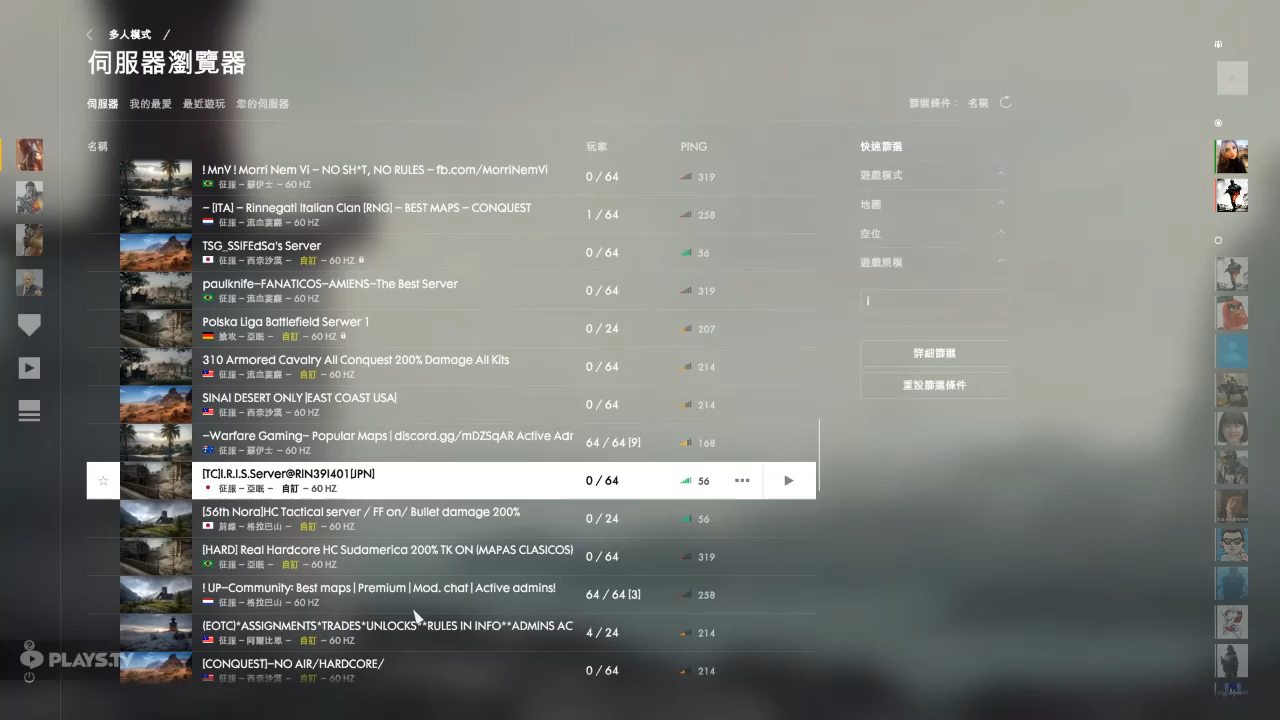 多人模式 /
伺服器瀏覽器
伺服器 我的最愛 最近遊玩 您的伺服器
篩選條件： 名稱
名稱 玩家 PING
! MnV ! Morri Nem Vi – NO SH*T, NO RULES – fb.com/MorriNemVi 0 / 64 319
征服 – 蘇伊士 – 60 HZ
– [ITA] – Rinnegati Italian Clan [RNG] – BEST MAPS – CONQUEST 1 / 64 258
征服 – 流血宴廳 – 60 HZ
TSG_SSIFEdSa's Server 0 / 64 56
征服 – 西奈沙漠 – 自訂 – 60 HZ
paulknife–FANATICOS–AMIENS–The Best Server 0 / 64 319
征服 – 流血宴廳 – 60 HZ
Polska Liga Battlefield Serwer 1 0 / 24 207
搶攻 – 亞眠 – 自訂 – 60 HZ
310 Armored Cavalry All Conquest 200% Damage All Kits 0 / 64 214
征服 – 流血宴廳 – 自訂 – 60 HZ
SINAI DESERT ONLY |EAST COAST USA| 0 / 64 214
征服 – 西奈沙漠 – 自訂 – 60 HZ
–Warfare Gaming– Popular Maps | discord.gg/mDZSqAR Active Adr 64 / 64 [9] 168
征服 – 蘇伊士 – 60 HZ
[TC]I.R.I.S.Server@RIN39I401[JPN] 0 / 64 56
征服 – 亞眠 – 自訂 – 60 HZ
[56th Nora]HC Tactical server / FF on/ Bullet damage 200% 0 / 24 56
前線 – 格拉巴山 – 自訂 – 60 HZ
[HARD] Real Hardcore HC Sudamerica 200% TK ON (MAPAS CLASICOS) 0 / 64 319
征服 – 亞眠 – 自訂 – 60 HZ
! UP–Community: Best maps | Premium | Mod. chat | Active admins! 64 / 64 [3] 258
征服 – 格拉巴山 – 60 HZ
(EOTC)*ASSIGNMENTS*TRADES*UNLOCKS**RULES IN INFO**ADMINS AC 4 / 24 214
征服 – 阿爾比恩 – 自訂 – 60 HZ
[CONQUEST]–NO AIR/HARDCORE/ 0 / 64 214
征服 – 西奈沙漠 – 自訂 – 60 HZ
快速篩選
遊戲模式
地圖
空位
遊戲規模
i
詳細篩選
重設篩選條件
PLAYS.TV